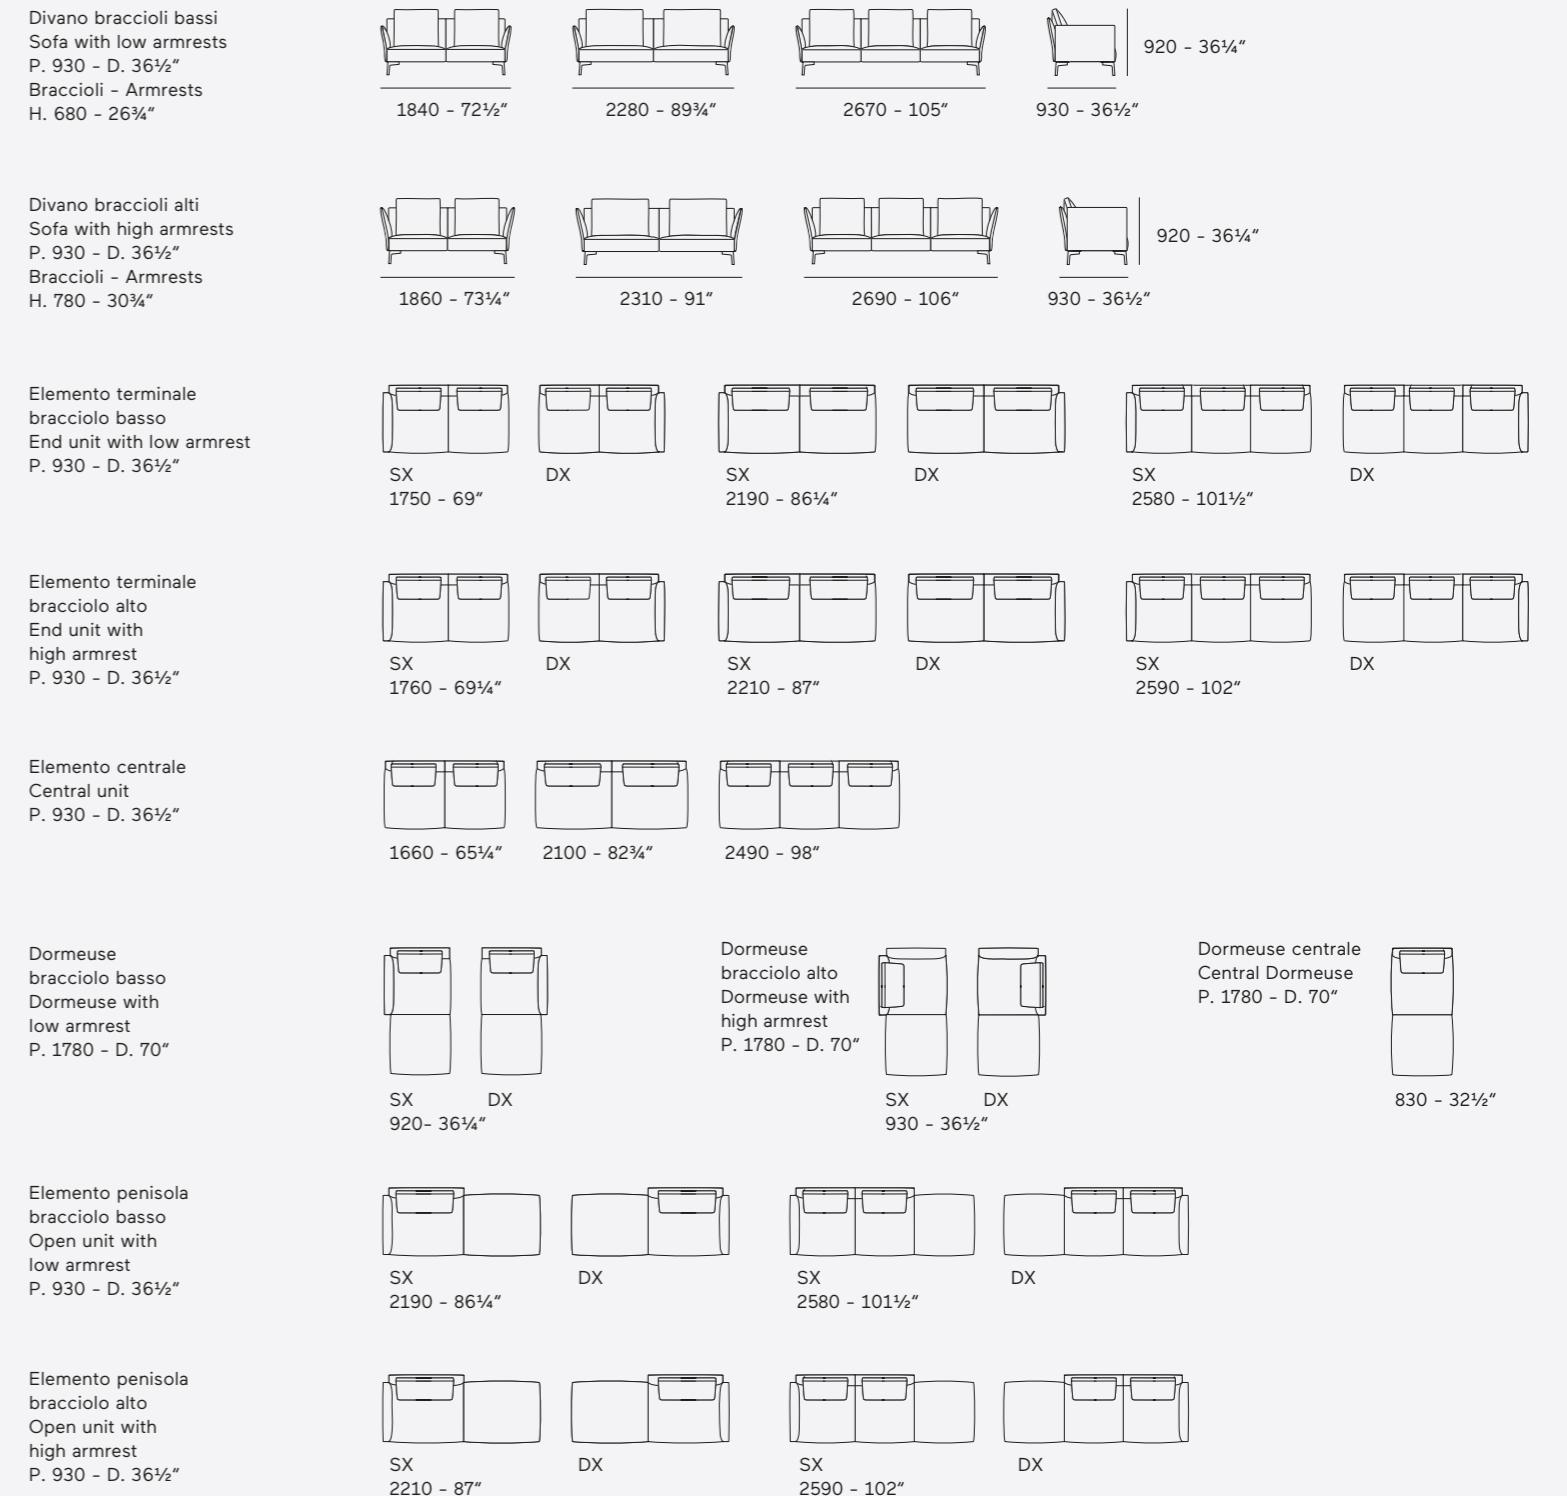 Divano braccioli bassi
Sofa with low armrests
P. 930 - D. 36½“
Braccioli - Armrests
H. 680 - 26¾“
920 - 36¼“
1840 - 72½“
2280 - 89¾“
2670 - 105“
930 - 36½“
Divano braccioli alti
Sofa with high armrests
P. 930 - D. 36½“
Braccioli - Armrests
H. 780 - 30¾“
920 - 36¼“
1860 - 73¼“
2310 - 91“
2690 - 106“
930 - 36½“
Elemento terminale
bracciolo basso
End unit with low armrest
P. 930 - D. 36½“
SX
1750 - 69“
DX
SX
2190 - 86¼“
DX
SX
2580 - 101½“
DX
Elemento terminale
bracciolo alto
End unit with
high armrest
P. 930 - D. 36½“
SX
1760 - 69¼“
DX
SX
2210 - 87“
DX
SX
2590 - 102“
DX
Elemento centrale
Central unit
P. 930 - D. 36½“
1660 - 65¼“
2100 - 82¾“
2490 - 98“
Dormeuse
bracciolo basso
Dormeuse with
low armrest
P. 1780 - D. 70“
SX
DX
920- 36¼“
Dormeuse
bracciolo alto
Dormeuse with
high armrest
P. 1780 - D. 70“
SX
DX
930 - 36½“
Dormeuse centrale
Central Dormeuse
P. 1780 - D. 70“
830 - 32½“
Elemento penisola
bracciolo basso
Open unit with
low armrest
P. 930 - D. 36½“
SX
2190 - 86¼“
DX
SX
2580 - 101½“
DX
Elemento penisola
bracciolo alto
Open unit with
high armrest
P. 930 - D. 36½“
SX
2210 - 87“
DX
SX
2590 - 102“
DX